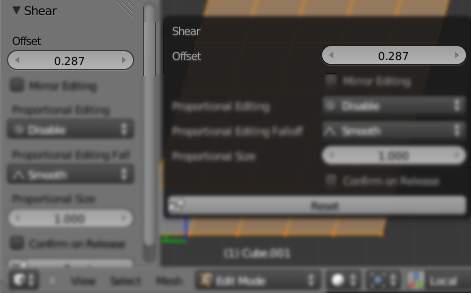 Shear
Offset
0.287
Mirror Editing
Proportional Editing
Disable
Proportional Editing Fall
Smooth
Proportional Size
1.000
Confirm on Release
Shear
Offset 0.287
Mirror Editing
Proportional Editing Disable
Proportional Editing Falloff Smooth
Proportional Size 1.000
Confirm on Release
Reset
(1) Cube.001
View Select Mesh Edit Mode Local